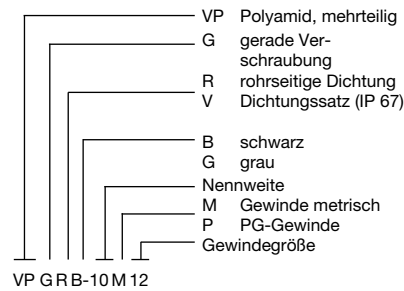 VP Polyamid, mehrteilig
G gerade Ver-
schraubung
R rohrseitige Dichtung
V Dichtungssatz (IP 67)
B schwarz
G grau
Nennweite
M Gewinde metrisch
P PG-Gewinde
Gewindegröße
VP G R B-10 M 12